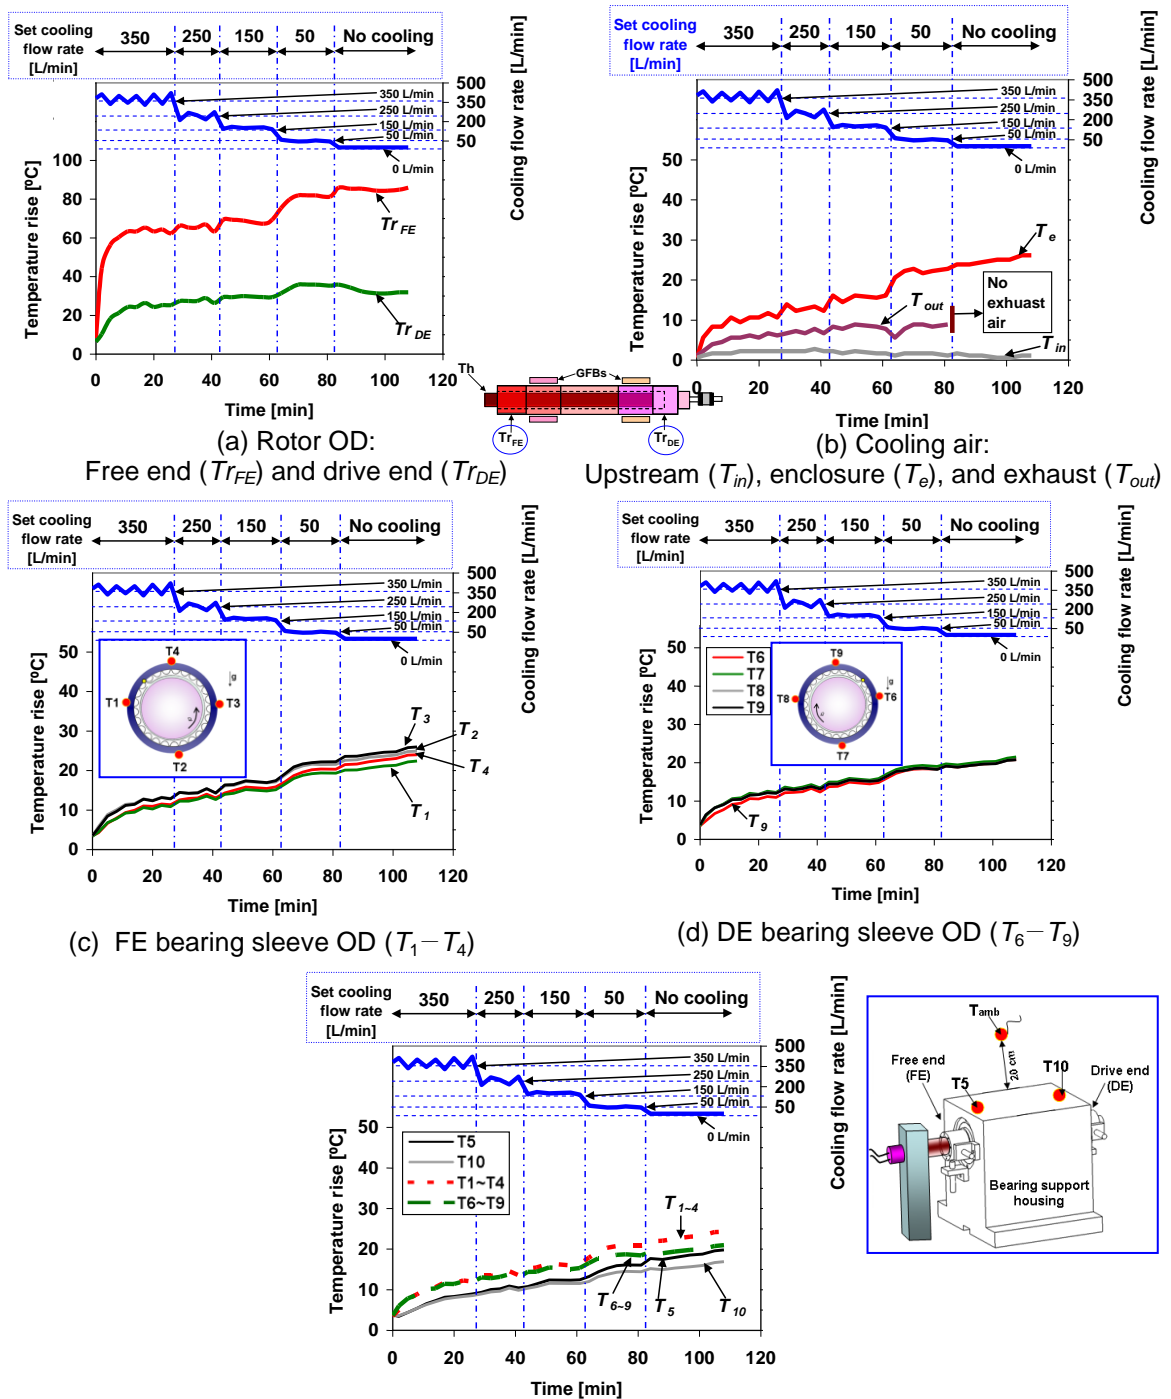 Set cooling flow rate [L/min]
350 250 150 50 No cooling
Cooling flow rate [L/min]
500
350
200
50
350 L/min
250 L/min
150 L/min
50 L/min
0 L/min
Temperature rise [ºC]
100
80
60
40
20
0
Tr FE
Tr DE
0 20 40 60 80 100 120
Time [min]
(a) Rotor OD:
Free end (TrFE) and drive end (TrDE)
Set cooling flow rate [L/min]
350 250 150 50 No cooling
Cooling flow rate [L/min]
500
350
200
50
350 L/min
250 L/min
150 L/min
50 L/min
0 L/min
Temperature rise [ºC]
50
40
30
20
10
0
T e
T out
No exhuast air
T in
0 20 40 60 80 100 120
Time [min]
(b) Cooling air:
Upstream (Tin), enclosure (Te), and exhaust (Tout)
Th
GFBs
TrFE
TrDE
Set cooling flow rate [L/min]
350 250 150 50 No cooling
Cooling flow rate [L/min]
500
350
200
50
350 L/min
250 L/min
150 L/min
50 L/min
0 L/min
Temperature rise [ºC]
50
40
30
20
10
0
T4
g
T1
T3
T2
T 3
T 2
T 4
T 1
0 20 40 60 80 100 120
Time [min]
(c) FE bearing sleeve OD (T1−T4)
Set cooling flow rate [L/min]
350 250 150 50 No cooling
Cooling flow rate [L/min]
500
350
200
50
350 L/min
250 L/min
150 L/min
50 L/min
0 L/min
Temperature rise [ºC]
50
40
30
20
10
0
T6
T7
T8
T9
T9
g
T8
T6
T7
T 9
0 20 40 60 80 100 120
Time [min]
(d) DE bearing sleeve OD (T6−T9)
Set cooling flow rate [L/min]
350 250 150 50 No cooling
Cooling flow rate [L/min]
500
350
200
50
350 L/min
250 L/min
150 L/min
50 L/min
0 L/min
Temperature rise [ºC]
50
40
30
20
10
0
T5
T10
T1~T4
T6~T9
T 1~4
T 6~9
T 5
T 10
0 20 40 60 80 100 120
Time [min]
Tamb
20 cm
Free end (FE)
T5
T10
Drive end (DE)
Bearing support housing